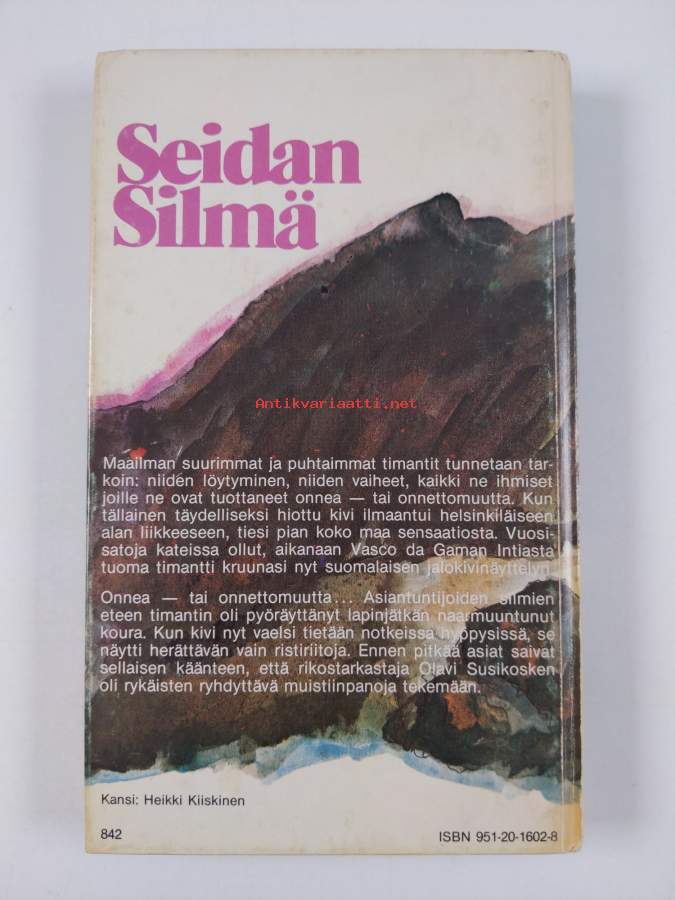 Seidan
Silmä
Antikvariaatti.net
Maailman suurimmat ja puhtaimmat timantit tunnetaan tar-
koin: niiden löytyminen, niiden vaiheet, kaikki ne ihmiset
joille ne ovat tuottaneet onnea — tai onnettomuutta. Kun
tällainen täydelliseksi hiottu kivi ilmaantui helsinkiläiseen
alan liikkeeseen, tiesi pian koko maa sensaatiosta. Vuosi-
satoja kateissa ollut, aikanaan Vasco da Gaman Intiasta
tuoma timantti kruunasi nyt suomalaisen jalokivinäyttelyn.
Onnea — tai onnettomuutta... Asiantuntijoiden silmien
eteen timantin oli pyöräyttänyt lapinjätkän naarmuuntunut
koura. Kun kivi nyt vaelsi tietään notkeissa hyppysissä, se
näytti herättävän vain ristiriitoja. Ennen pitkää asiat saivat
sellaisen käänteen, että rikostarkastaja Olavi Susikosken
oli rykäisten ryhdyttävä muistiinpanoja tekemään.
Kansi: Heikki Kiiskinen
842
ISBN 951-20-1602-8